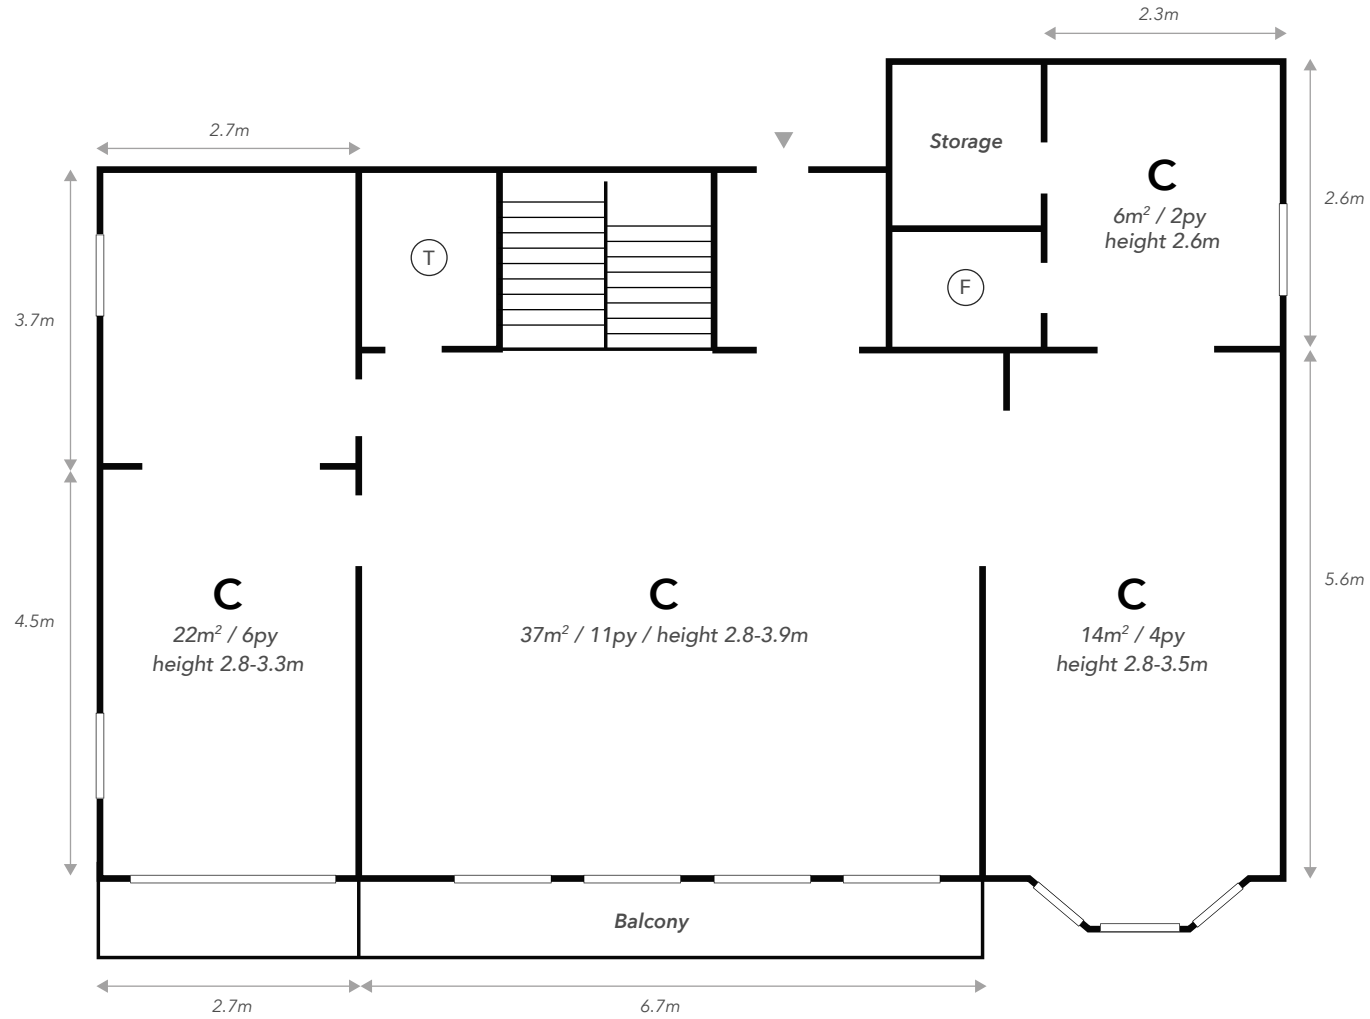 2.3m
2.7m
Storage
C
6m² / 2py
height 2.6m
2.6m
T
F
3.7m
5.6m
4.5m
C
22m² / 6py
height 2.8-3.3m
C
37m² / 11py / height 2.8-3.9m
C
14m² / 4py
height 2.8-3.5m
Balcony
2.7m
6.7m